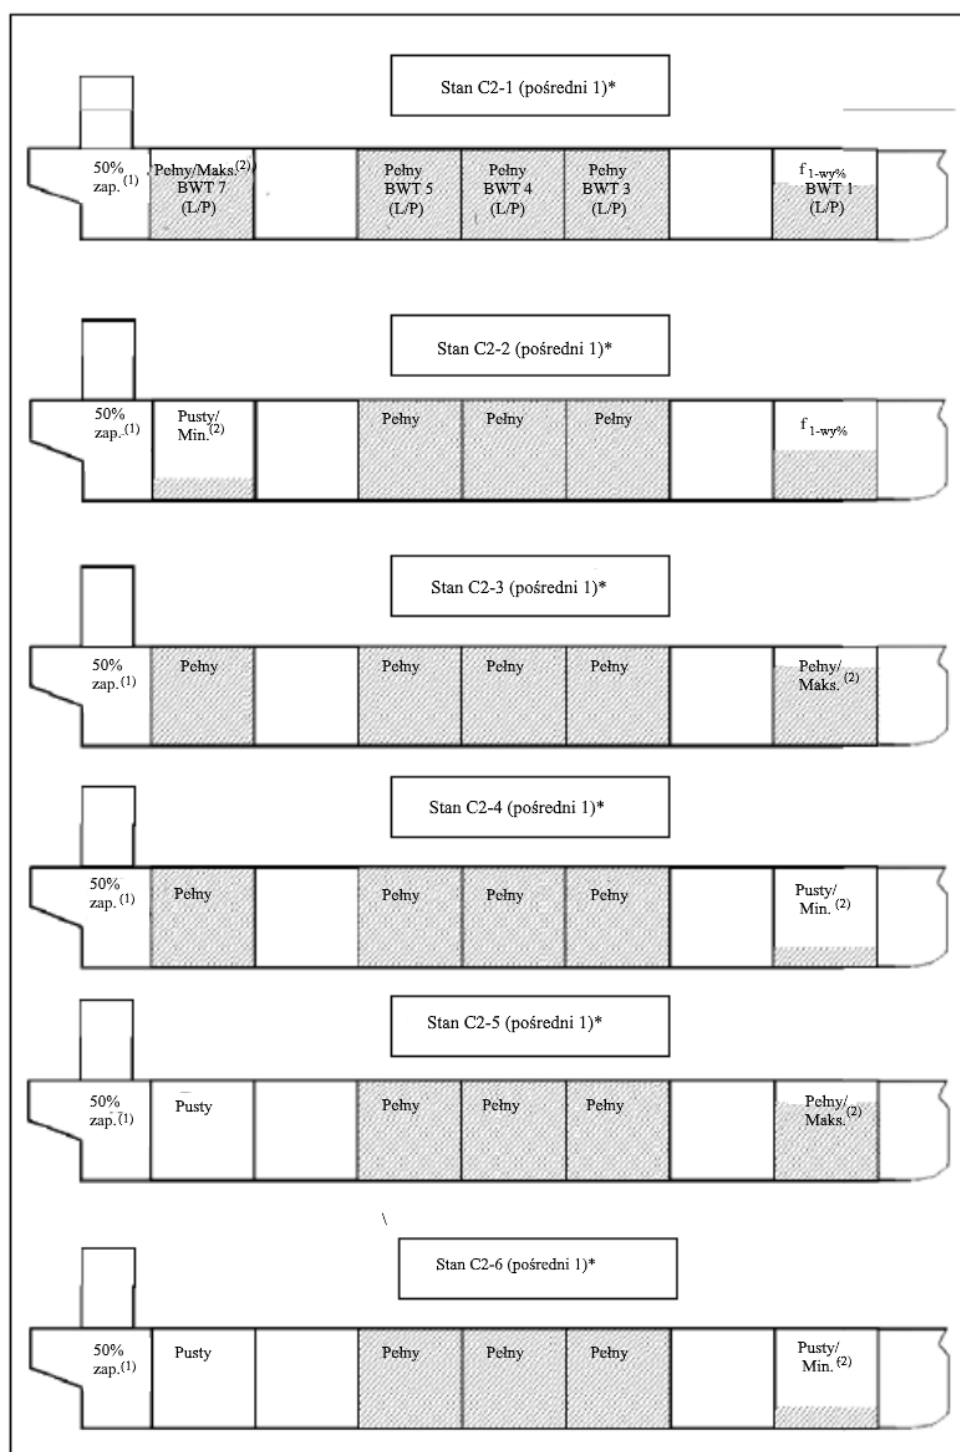 Stan C2-1 (pośredni 1)*
50%
zap.(1)
Pełny/Maks.(2)
BWT 7
(L/P)
Pełny
BWT 5
(L/P)
Pełny
BWT 4
(L/P)
Pełny
BWT 3
(L/P)
f1-wy%
BWT 1
(L/P)
Stan C2-2 (pośredni 1)*
50%
zap.(1)
Pusty/
Min.(2)
Pełny
Pełny
Pełny
f1-wy%
Stan C2-3 (pośredni 1)*
50%
zap.(1)
Pełny
Pełny
Pełny
Pełny
Pełny/
Maks.(2)
Stan C2-4 (pośredni 1)*
50%
zap.(1)
Pełny
Pełny
Pełny
Pełny
Pusty/
Min.(2)
Stan C2-5 (pośredni 1)*
50%
zap.(1)
Pusty
Pełny
Pełny
Pełny
Pełny/
Maks.(2)
\
Stan C2-6 (pośredni 1)*
50%
zap.(1)
Pusty
Pełny
Pełny
Pełny
Pusty/
Min.(2)